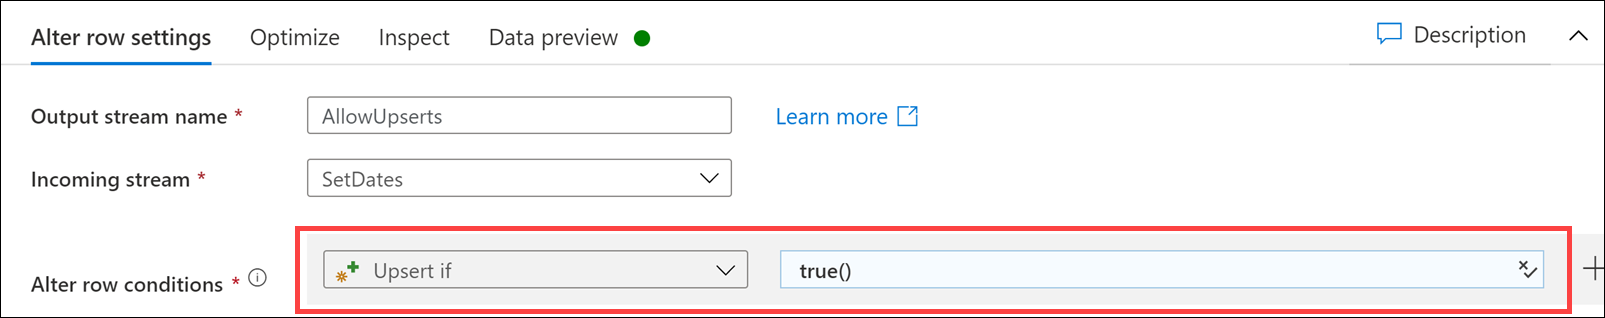 Alter row settings Optimize Inspect Data preview Description
Output stream name * AllowUpserts Learn more
Incoming stream * SetDates
Alter row conditions * Upsert if true()